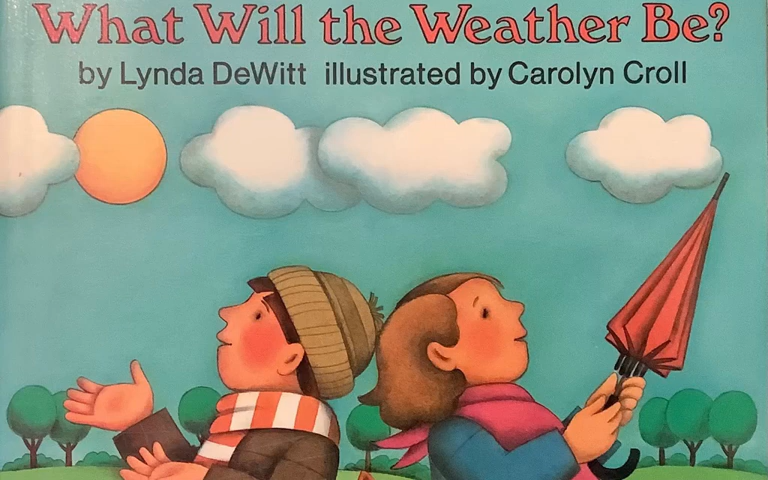 What Will the Weather Be?
by Lynda DeWitt illustrated by Carolyn Croll